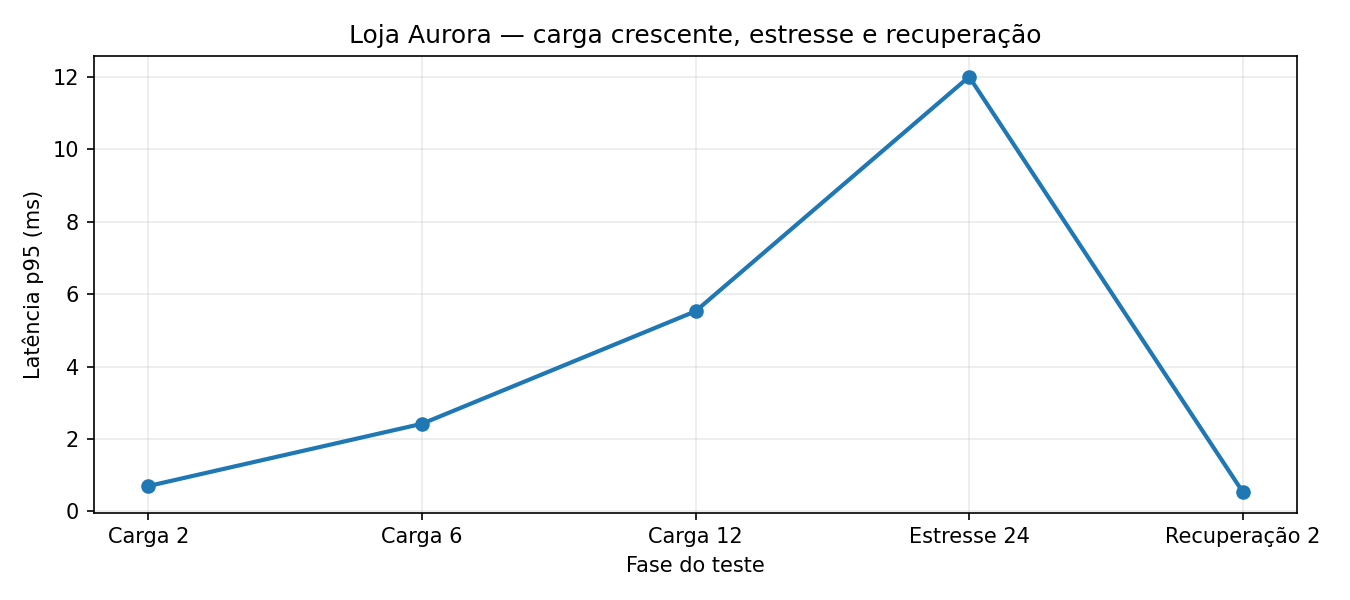 Loja Aurora — carga crescente, estresse e recuperação
Latência p95 (ms)
12
10
8
6
4
2
0
Carga 2
Carga 6
Carga 12
Estresse 24
Recuperação 2
Fase do teste